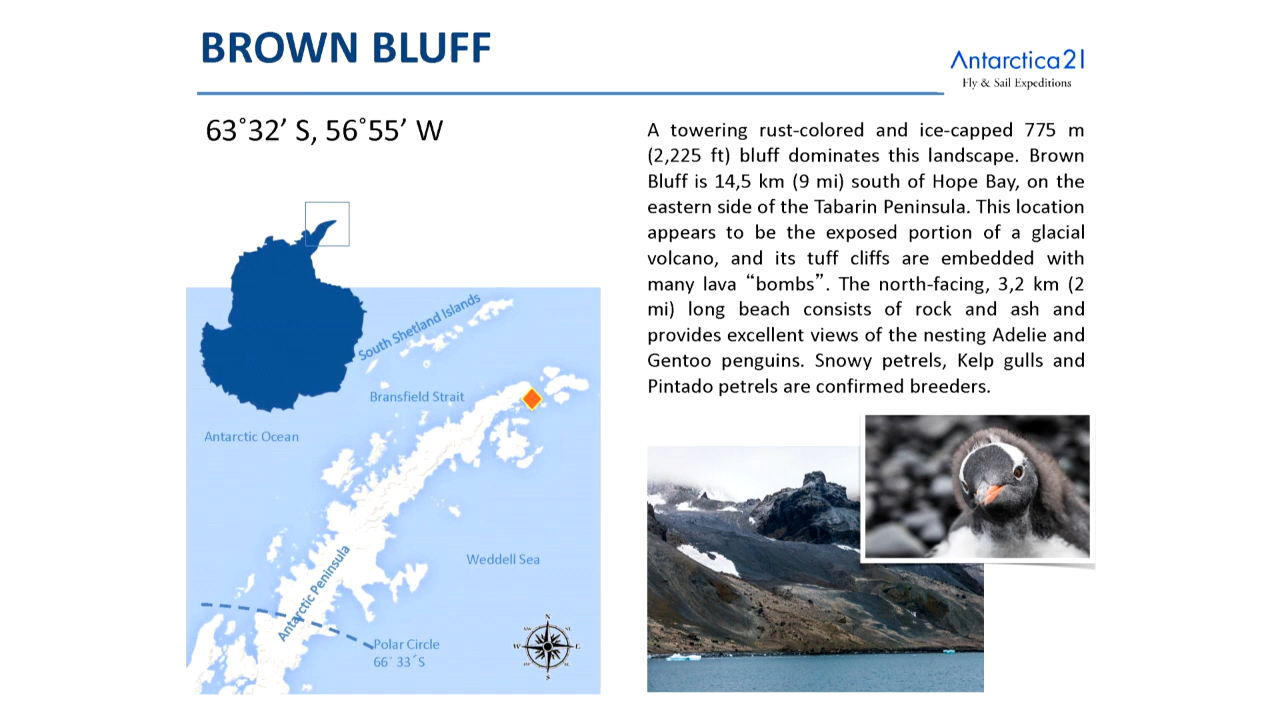 BROWN BLUFF
Antarctica21
Fly & Sail Expeditions
63˚32’ S, 56˚55’ W
A towering rust-colored and ice-capped 775 m
(2,225 ft) bluff dominates this landscape. Brown
Bluff is 14,5 km (9 mi) south of Hope Bay, on the
eastern side of the Tabarin Peninsula. This location
appears to be the exposed portion of a glacial
volcano, and its tuff cliffs are embedded with
many lava “bombs”. The north-facing, 3,2 km (2
mi) long beach consists of rock and ash and
provides excellent views of the nesting Adelie and
Gentoo penguins. Snowy petrels, Kelp gulls and
Pintado petrels are confirmed breeders.
South Shetland Islands
Bransfield Strait
Antarctic Ocean
Weddell Sea
Antarctic Peninsula
Polar Circle
66˚ 33´S
N
W E
S